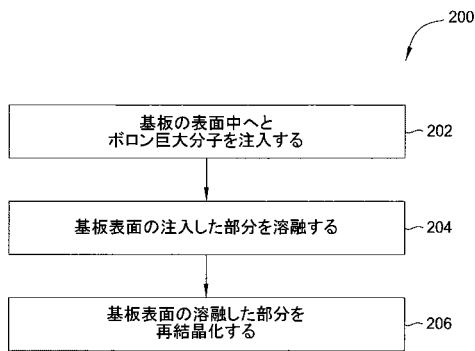 200
基板の表面中へと
ボロン巨大分子を注入する
202
基板表面の注入した部分を溶融する
204
基板表面の溶融した部分を
再結晶化する
206